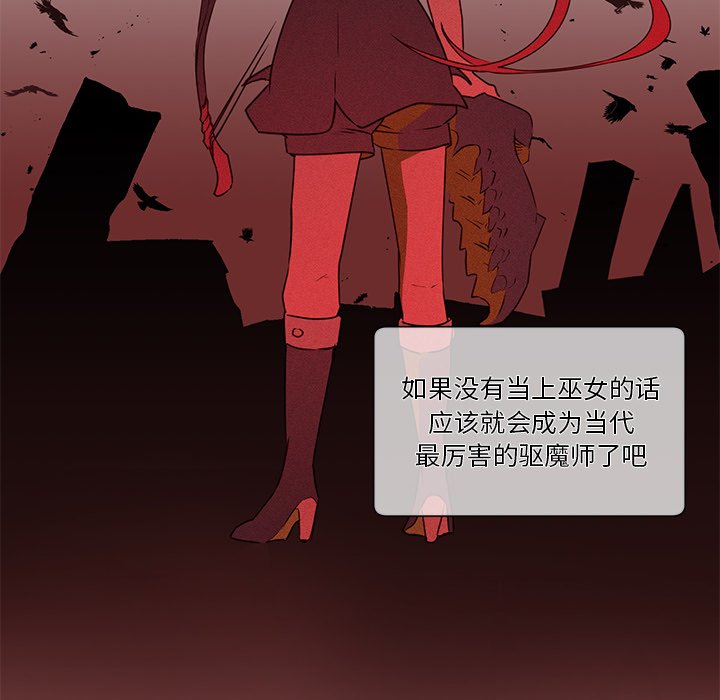 如果没有当上巫女的话
应该就会成为当代
最厉害的驱魔师了吧